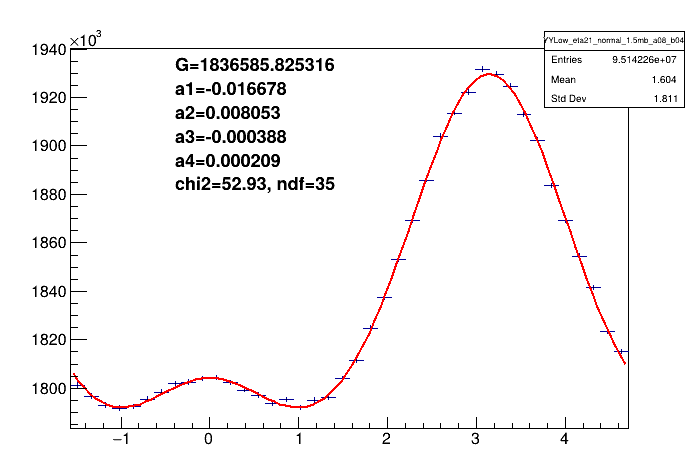 ×10³
1940
1920
1900
1880
1860
1840
1820
1800
G=1836585.825316
a1=-0.016678
a2=0.008053
a3=-0.000388
a4=0.000209
chi2=52.93, ndf=35
YLow_eta21_normal_1.5mb_a08_b04
Entries 9.514226e+07
Mean 1.604
Std Dev 1.811
−1 0 1 2 3 4